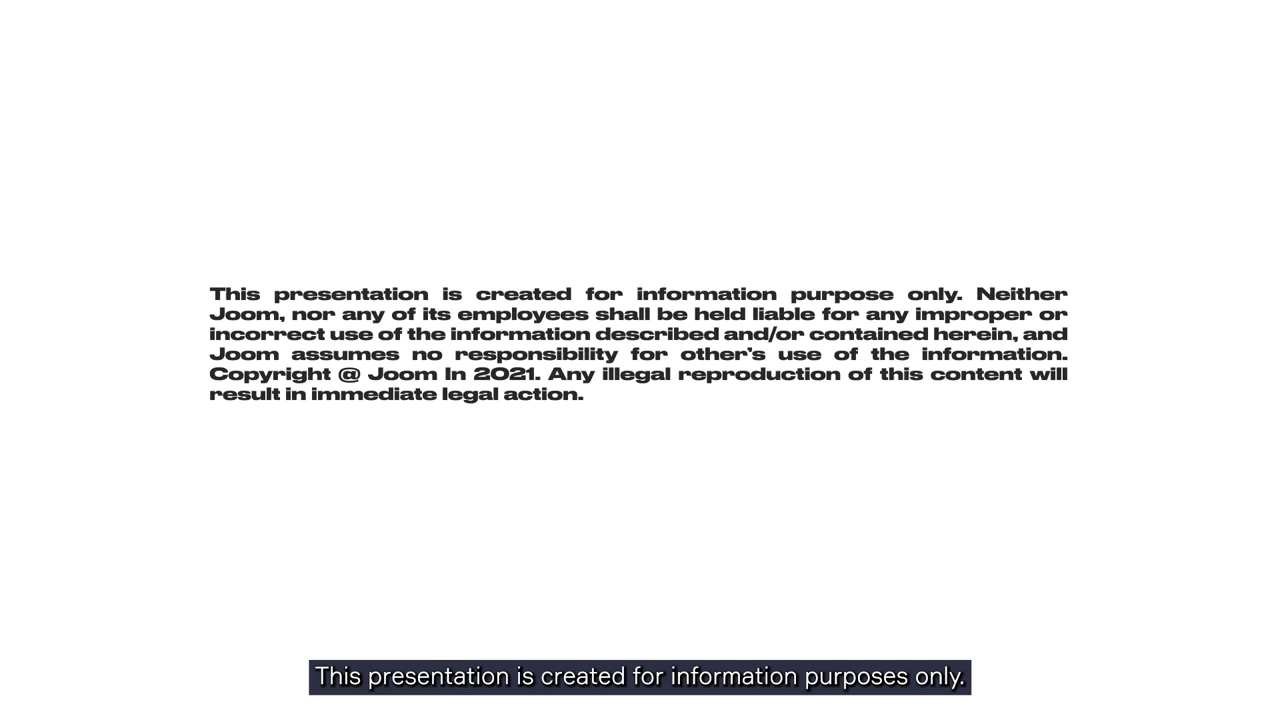 This presentation is created for information purpose only. Neither
Joom, nor any of its employees shall be held liable for any improper or
incorrect use of the information described and/or contained herein, and
Joom assumes no responsibility for other's use of the information.
Copyright @ Joom In 2021. Any illegal reproduction of this content will
result in immediate legal action.
This presentation is created for information purposes only.